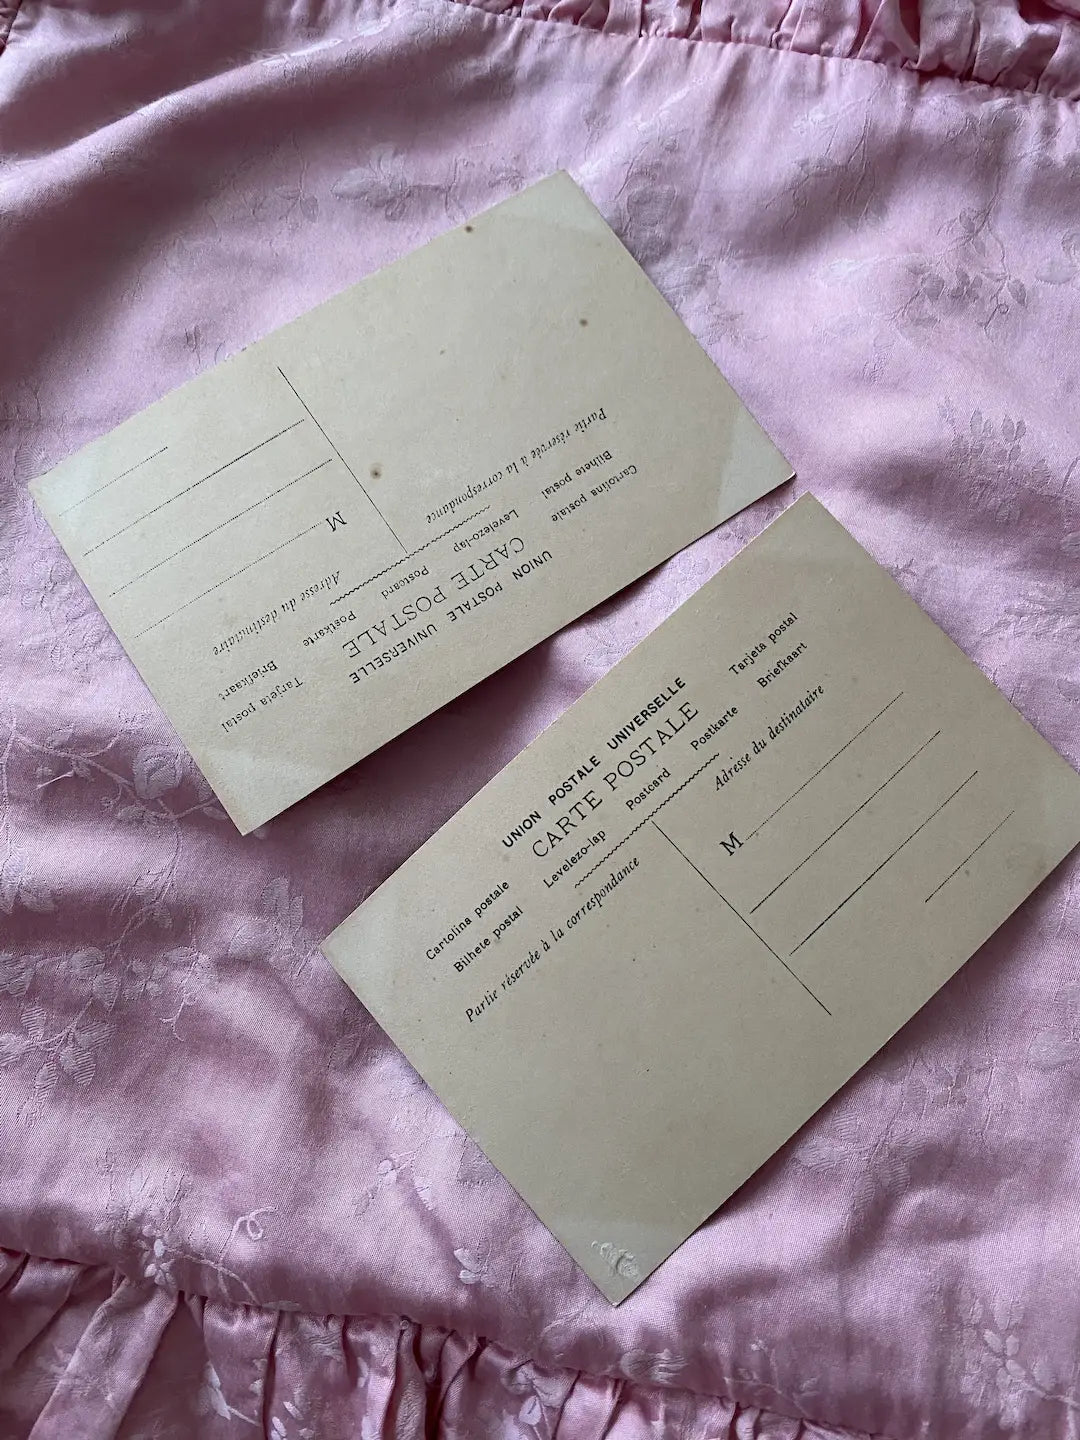 UNION POSTALE UNIVERSELLE
CARTE POSTALE
Cartolina postale Levelezo-lap Postcard Postkarte Tarjeta postal
Bilhete postal Briefkaart
Partie réservée à la correspondance
Adresse du destinataire
M
UNION POSTALE UNIVERSELLE
CARTE POSTALE
Cartolina postale Levelezo-lap Postcard Postkarte Tarjeta postal
Bilhete postal Briefkaart
Partie réservée à la correspondance
Adresse du destinataire
M